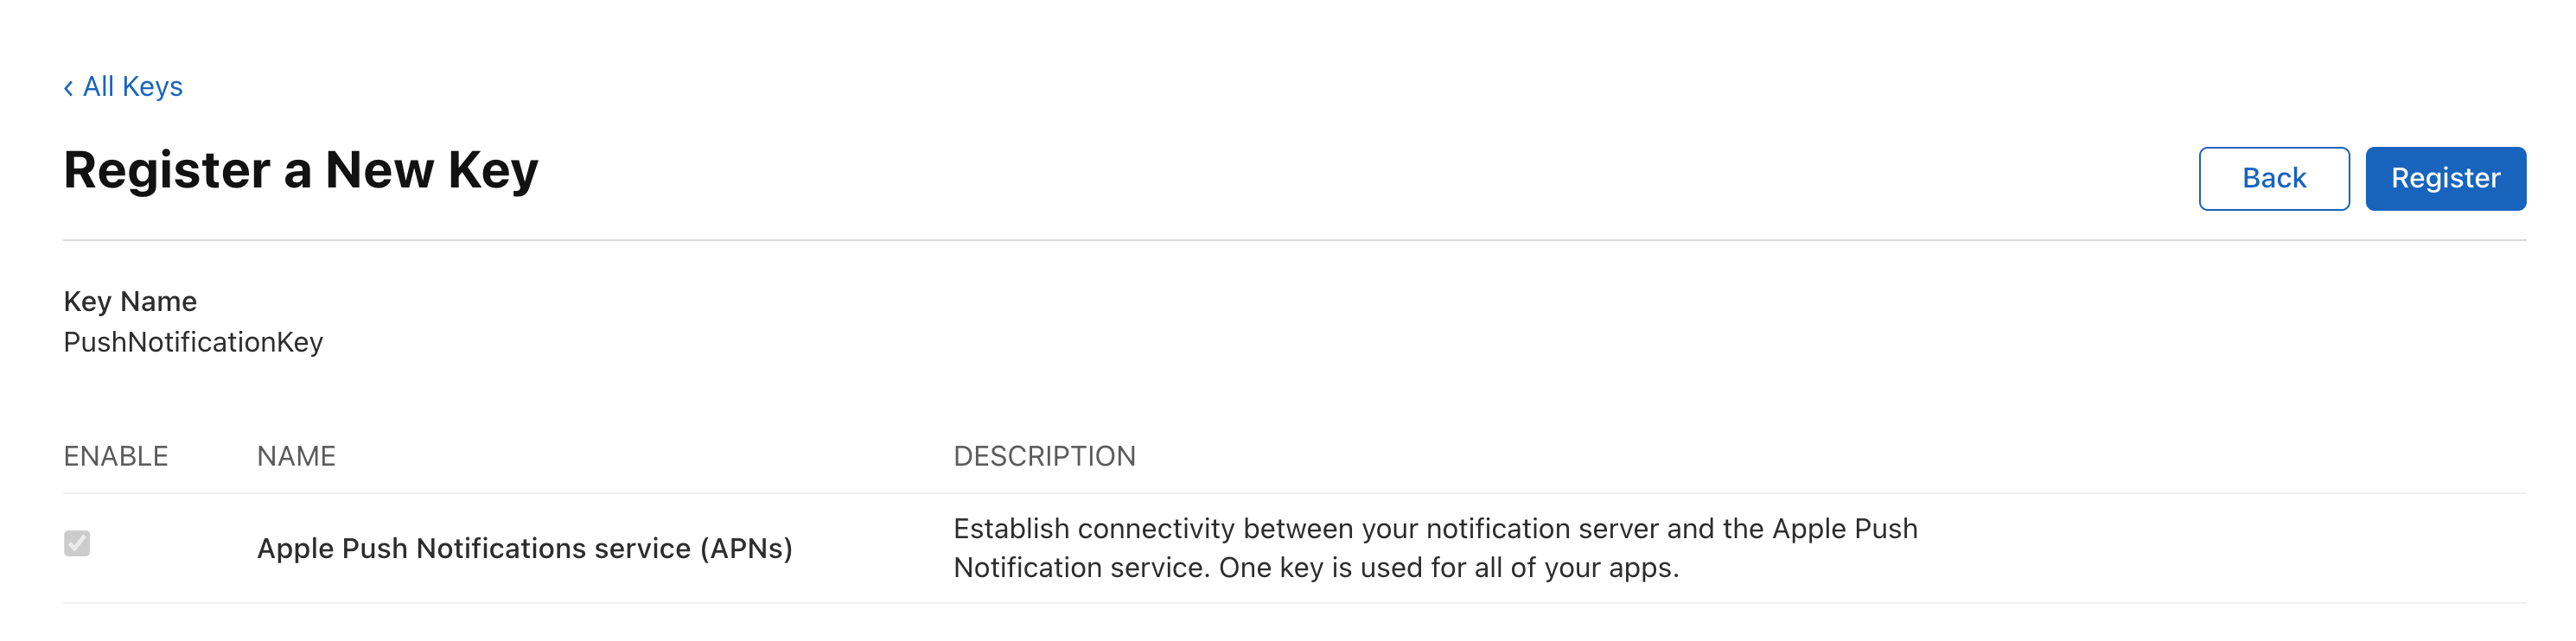 ‹ All Keys
Register a New Key
Back
Register
Key Name
PushNotificationKey
ENABLE NAME DESCRIPTION
Apple Push Notifications service (APNs)
Establish connectivity between your notification server and the Apple Push
Notification service. One key is used for all of your apps.